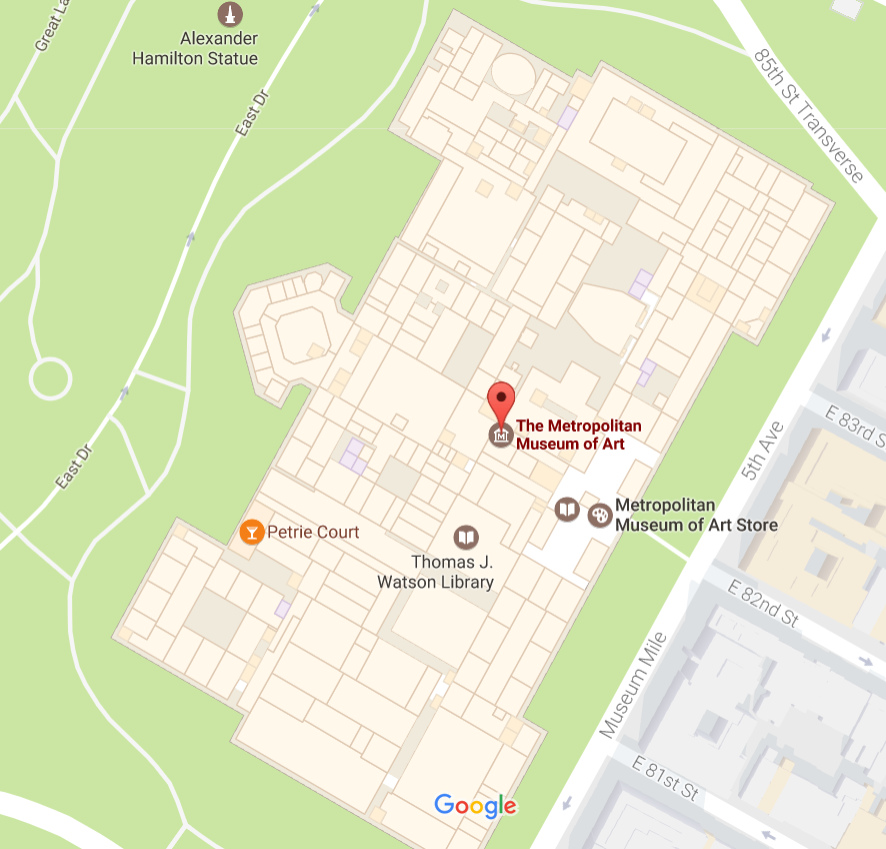 Great La
Alexander
Hamilton Statue
East Dr
85th St Transverse
The Metropolitan
Museum of Art
E 83rd S
5th Ave
East Dr
Metropolitan
Museum of Art Store
Petrie Court
Thomas J.
Watson Library
E 82nd St
Museum Mile
E 81st St
Google